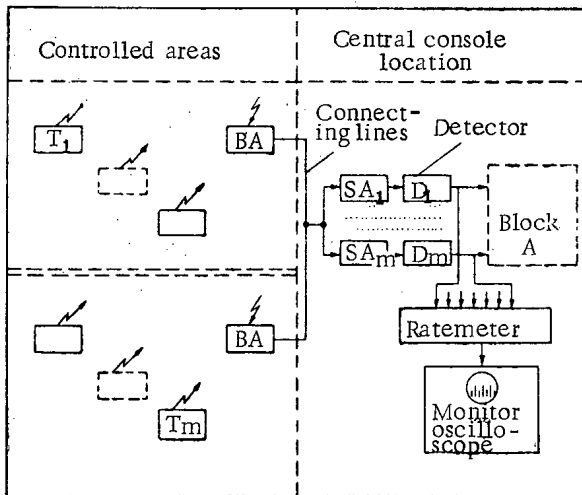 Controlled areas
Central console
location
T1
BA
Connect-
ing lines
Detector
SA1
D1
Block
A
SAm
Dm
BA
Ratemeter
Tm
Monitor
oscillo-
scope